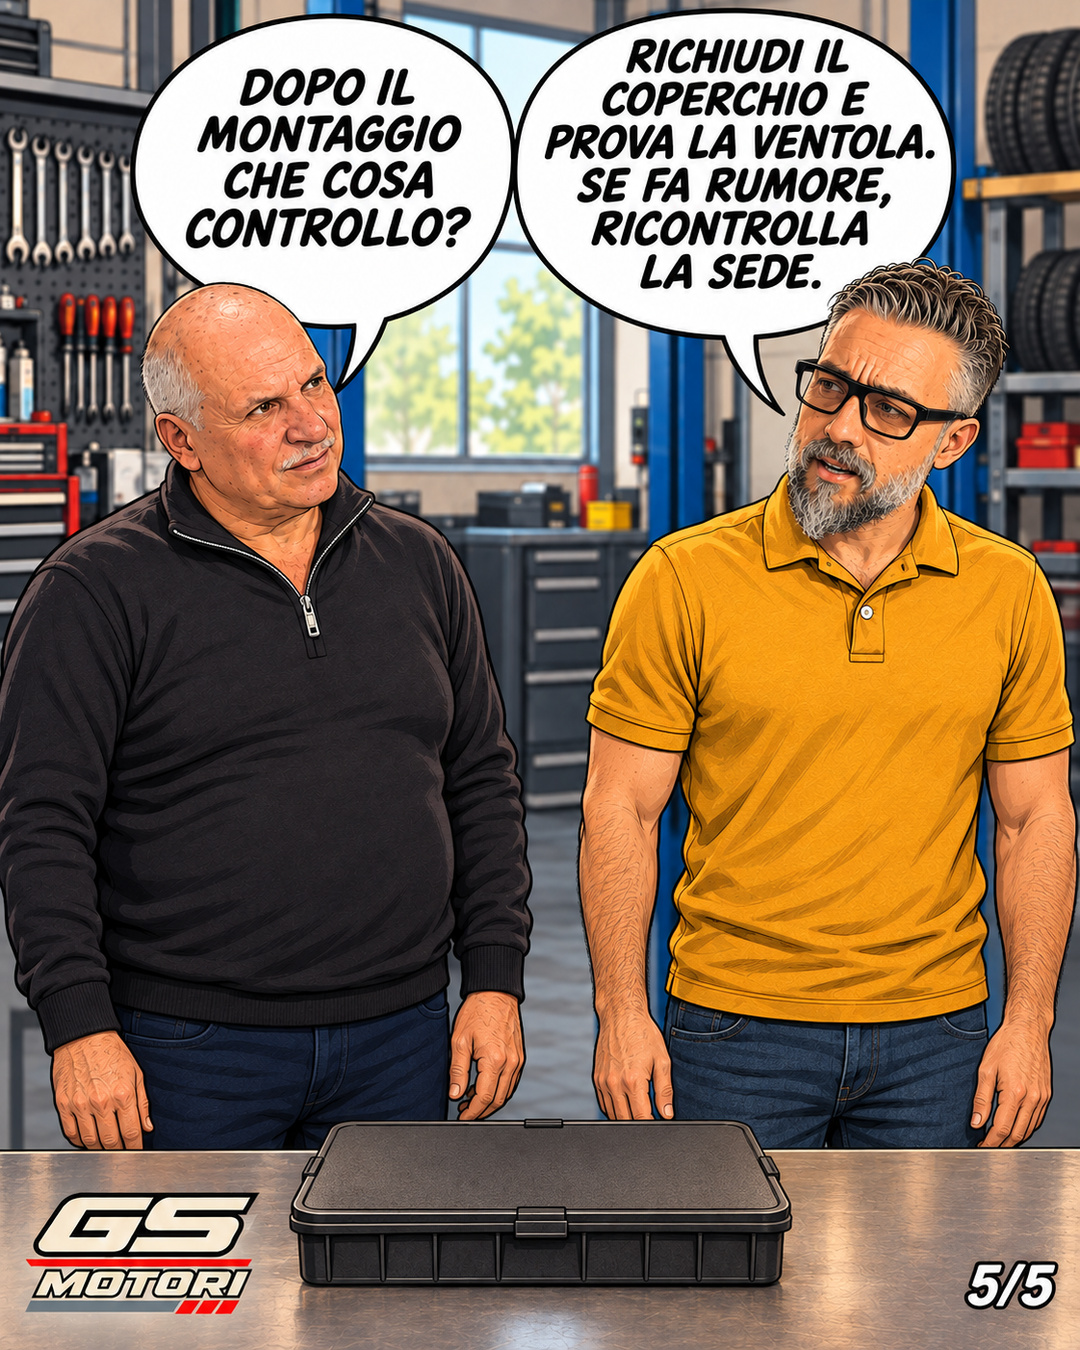 DOPO IL
MONTAGGIO
CHE COSA
CONTROLLO?
RICHIUDI IL
COPERCHIO E
PROVA LA VENTOLA.
SE FA RUMORE,
RICONTROLLA
LA SEDE.
GS
MOTORI
5/5